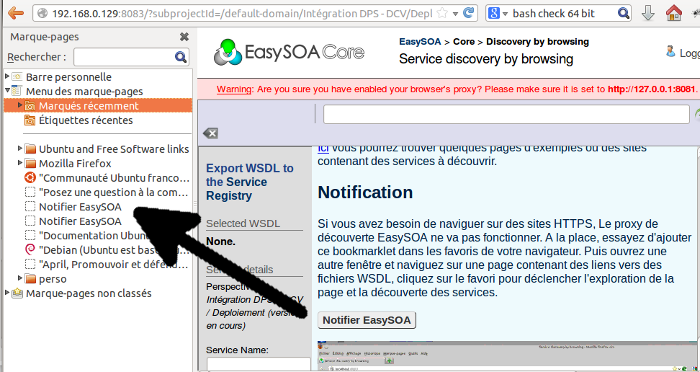 192.168.0.129:8083/?subprojectId=/default-domain/Intégration DPS - DCV/Depl
bash check 64 bit
Marque-pages
Rechercher :
Barre personnelle
Menu des marque-pages
Marqués récemment
Étiquettes récentes
Ubuntu and Free Software links
Mozilla Firefox
"Communauté Ubuntu franco...
"Posez une question à la com...
Notifier EasySOA
Notifier EasySOA
"Documentation Ubun
"Debian (Ubuntu est bas
"April, Promouvoir et défend
perso
Marque-pages non classés
EasySOA Core
EasySOA > Core > Discovery by browsing
Service discovery by browsing
Logg
Warning: Are you sure you have enabled your browser's proxy? Please make sure it is set to http://127.0.0.1:8081.
Export WSDL to
the Service
Registry
Selected WSDL
None.
details
Perspecti
Intégration DPS CV
/ Deploiement (versi
en cours)
Service Name:
ici vous pourrez trouver quelques pages d'exemples ou des sites
contenant des services à découvrir.
Notification
Si vous avez besoin de naviguer sur des sites HTTPS, Le proxy de
découverte EasySOA ne va pas fonctionner. A la place, essayez d'ajouter
ce bookmarklet dans les favoris de votre navigateur. Puis ouvrez une
autre fenêtre et naviguez sur une page contenant des liens vers des
fichiers WSDL, cliquez sur le favori pour déclencher l'exploration de la
page et la découverte des services.
Notifier EasySOA